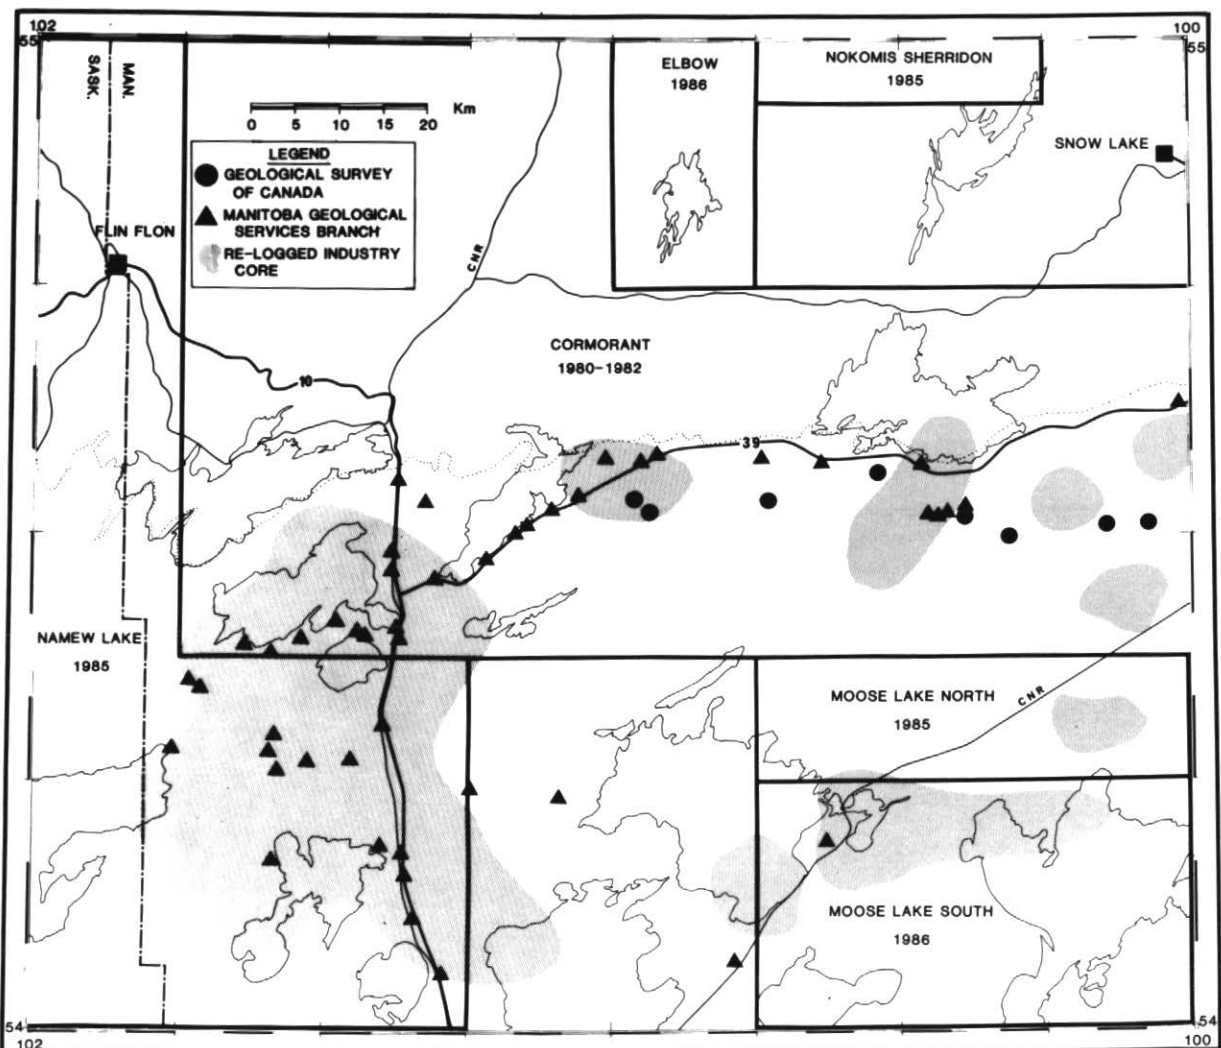 102
100
55
55
SASK.
MAN.
ELBOW
1986
NOKOMIS SHERRIDON
1985
Km
0 5 10 15 20
SNOW LAKE
LEGEND
GEOLOGICAL SURVEY
OF CANADA
MANITOBA GEOLOGICAL
SERVICES BRANCH
RE-LOGGED INDUSTRY
CORE
FLIN FLON
CNR
CORMORANT
1980-1982
10
39
NAMEW LAKE
1985
MOOSE LAKE NORTH
1985
CNR
MOOSE LAKE SOUTH
1986
54
54
102
100